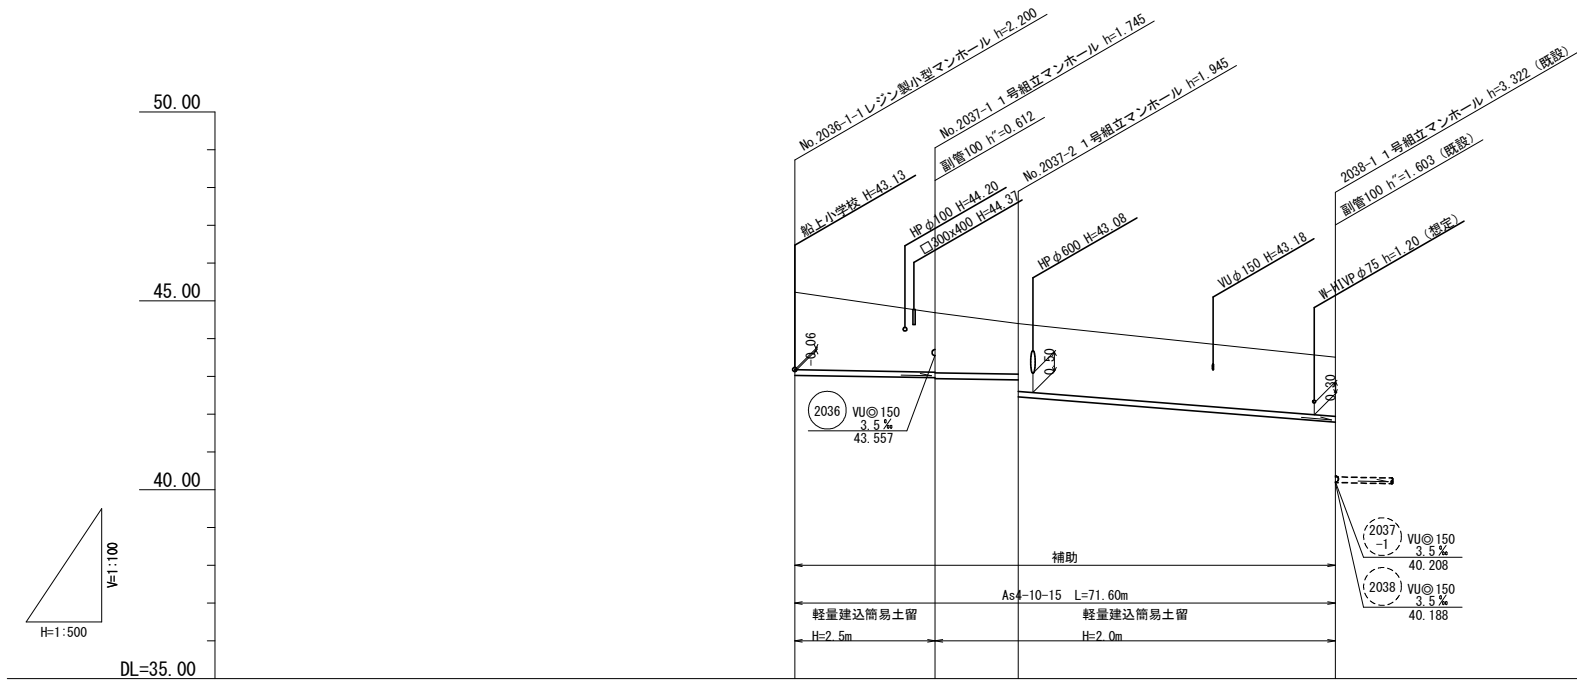 No.2036-1-1レジン製小型マンホール h=2.200
No.2037-1 １号組立マンホール h=1.745
副管100 h″=0.612
No.2037-2 １号組立マンホール h=1.945
2038-1 １号組立マンホール h=3.322（既設）
副管100 h″=1.603（既設）
船上小学校 H=43.13
HPφ100 H=44.20
□300x400 H=44.37
HPφ600 H=43.08
VUφ150 H=43.18
W-HIVPφ75 h=1.20（想定）
50.00
45.00
40.00
DL=35.00
-0.06
0.50
0.30
2036
VU◎150
3.5‰
43.557
2037
-1
VU◎150
3.5‰
40.208
2038
VU◎150
3.5‰
40.188
V=1:100
H=1:500
補助
As4-10-15 L=71.60m
軽量建込簡易土留
H=2.5m
軽量建込簡易土留
H=2.0m